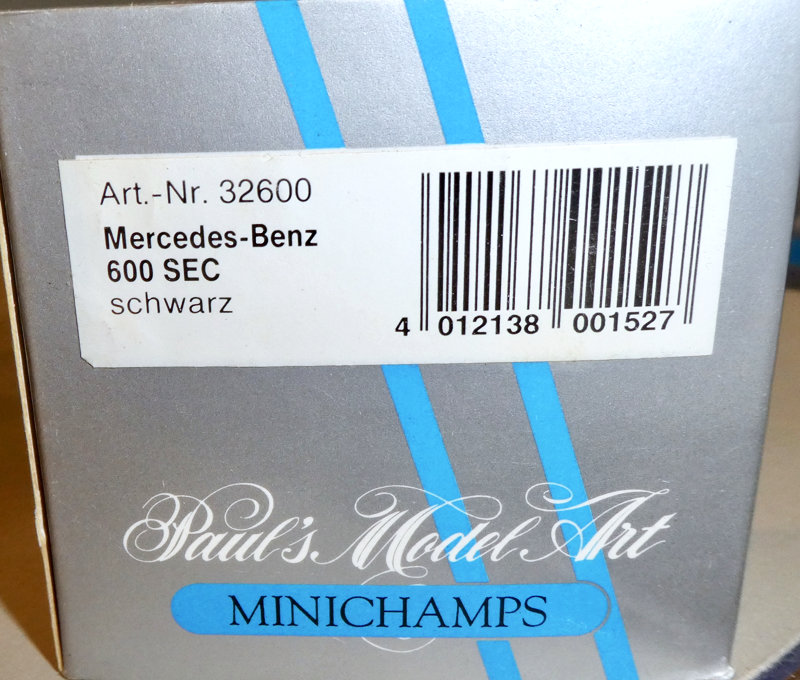 Art.-Nr. 32600
Mercedes-Benz
600 SEC
schwarz
4 012138 001527
Paul's Model Art
MINICHAMPS